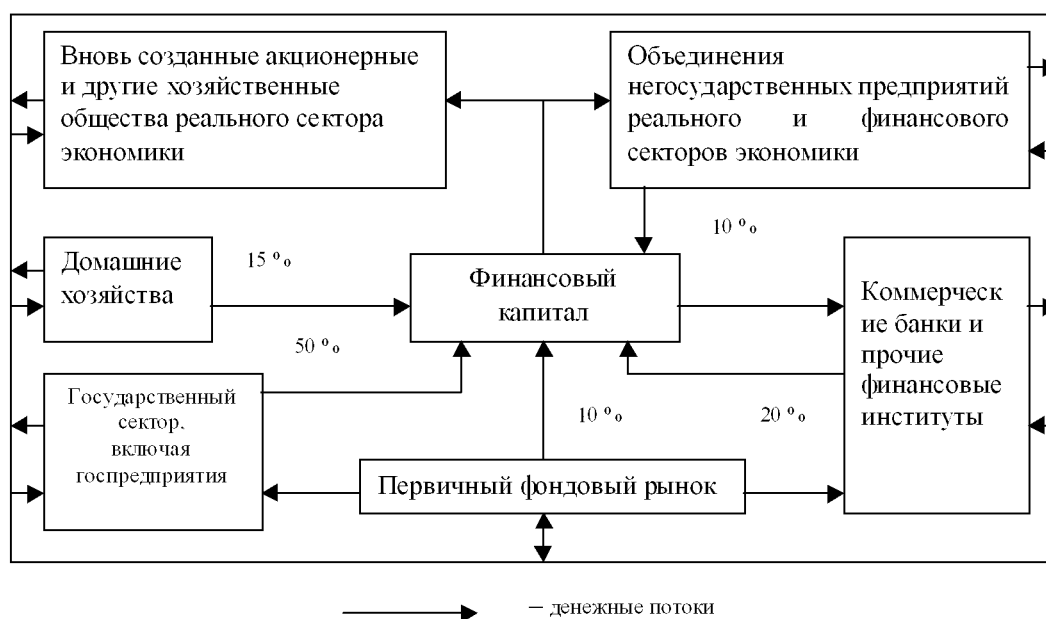 Вновь созданные акционерные
и другие хозяйственные
общества реального сектора
экономики
Объединения
негосударственных предприятий
реального и финансового
секторов экономики
10 %
Домашние
хозяйства
15 %
Финансовый
капитал
Коммерческ
ие банки и
прочие
финансовые
институты
50 %
Государственный
сектор,
включая
госпредприятия
10 %
20 %
Первичный фондовый рынок
– денежные потоки